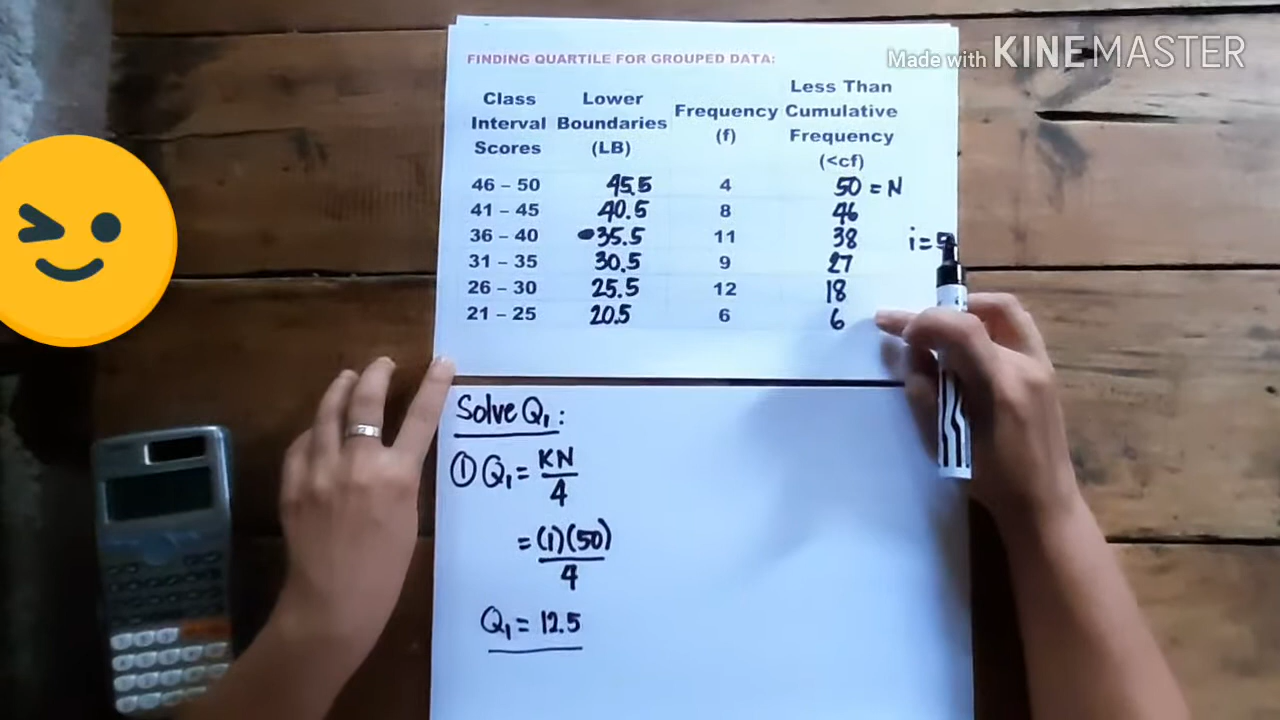 Made with KINEMASTER
FINDING QUARTILE FOR GROUPED DATA:
Class Interval Scores Lower Boundaries (LB) Frequency (f) Less Than Cumulative Frequency (<cf)
46 – 50 45.5 4 50 = N
41 – 45 40.5 8 46
36 – 40 35.5 11 38 i =
31 – 35 30.5 9 27
26 – 30 25.5 12 18
21 – 25 20.5 6 6
Solve Q₁:
① Q₁ = KN/4
= (1)(50)/4
Q₁ = 12.5